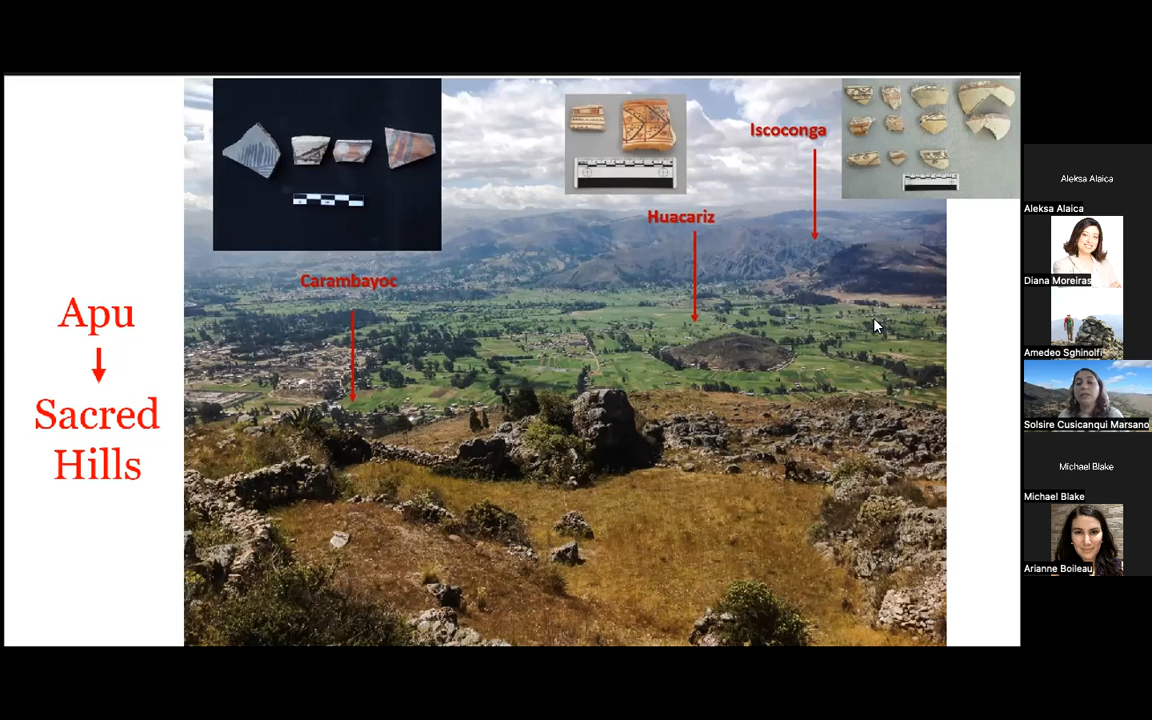 Iscoconga
Huacariz
Carambayoc
Apu
Sacred
Hills
Aleksa Alaica
Aleksa Alaica
Diana Moreiras
Amedeo Sghinolfi
Solsire Cusicanqui Marsano
Michael Blake
Michael Blake
Arianne Boileau